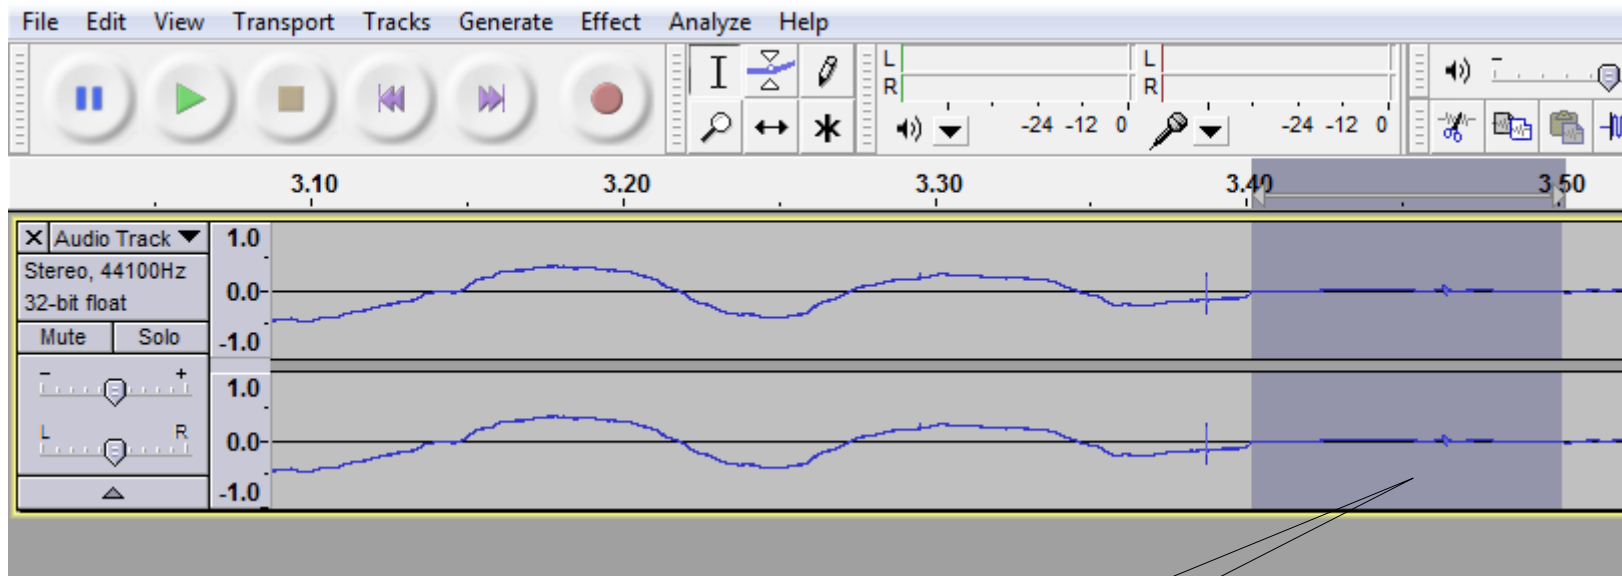 File Edit View Transport Tracks Generate Effect Analyze Help
L
R
L
R
-24 -12 0
-24 -12 0
3.10 3.20 3.30 3.40 3.50
X Audio Track
Stereo, 44100Hz
32-bit float
Mute Solo
- +
L R
1.0
0.0-
-1.0
1.0
0.0-
-1.0